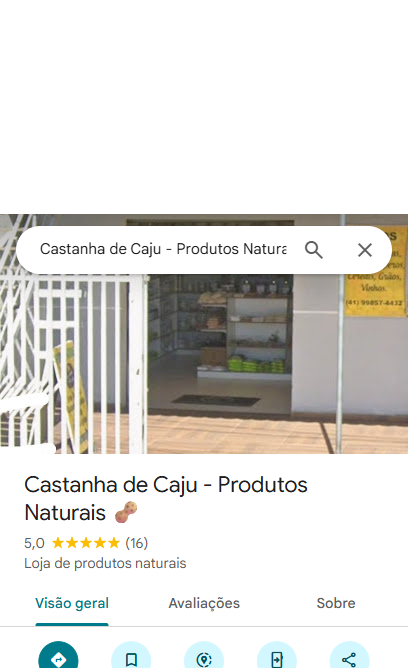 Castanha de Caju - Produtos Natura
Cereais, Grãos,
Vinhos.
(41) 99857-4432
Castanha de Caju - Produtos
Naturais 🥜
5,0 ★★★★★ (16)
Loja de produtos naturais
Visão geral
Avaliações
Sobre